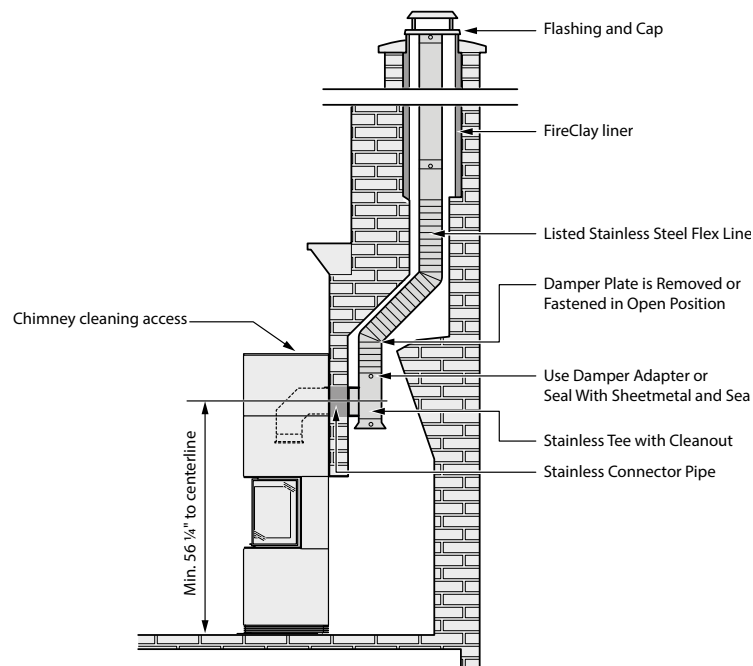 Flashing and Cap
FireClay liner
Listed Stainless Steel Flex Line
Damper Plate is Removed or
Fastened in Open Position
Chimney cleaning access
Use Damper Adapter or
Seal With Sheetmetal and Sea
Stainless Tee with Cleanout
Stainless Connector Pipe
Min. 56 ¼" to centerline